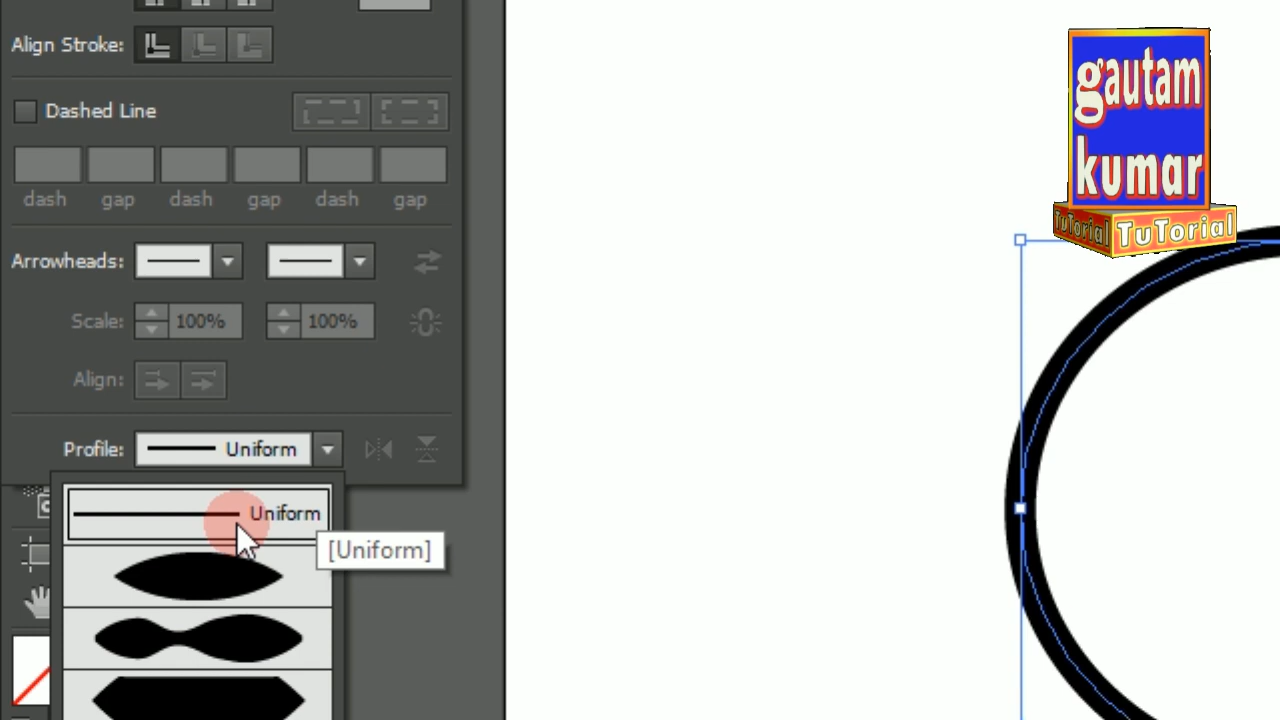 Align Stroke:
Dashed Line
dash gap dash gap dash gap
Arrowheads:
Scale: 100% 100%
Align:
Profile: Uniform
Uniform
[Uniform]
gautam
kumar
TuTorial TuTorial